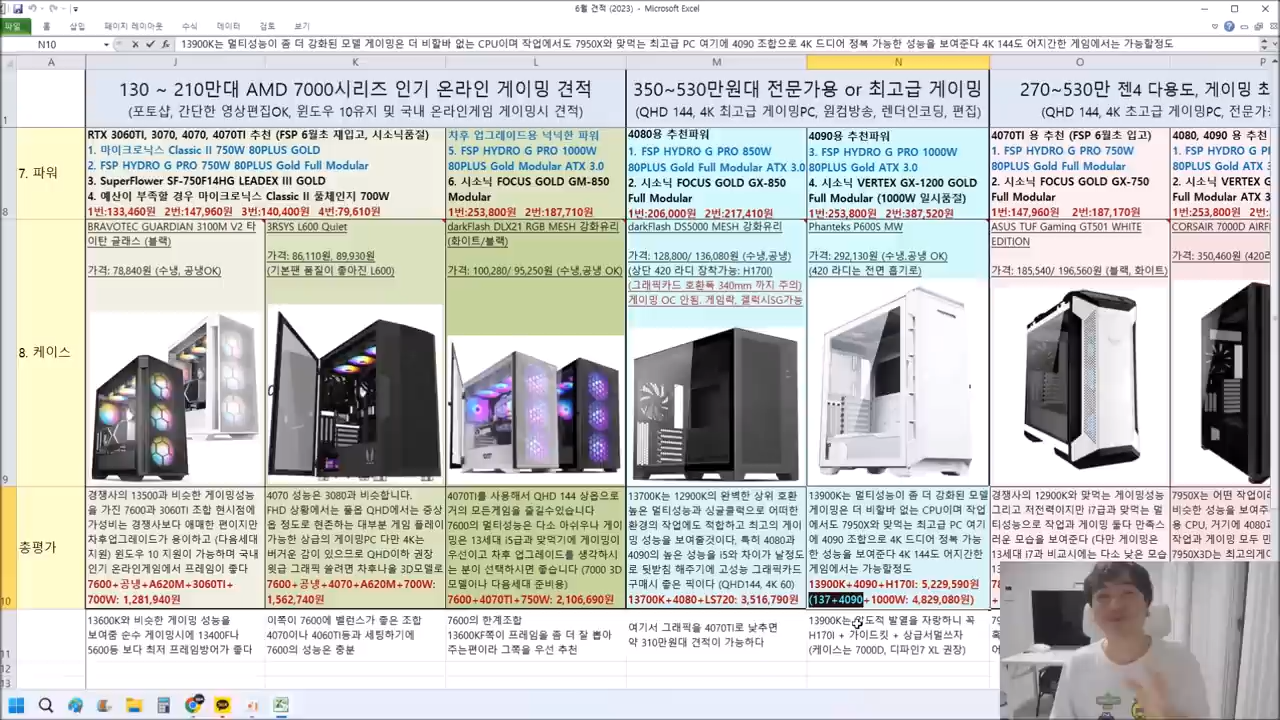 6월 견적 (2023) - Microsoft Excel
파일 홈 삽입 페이지 레이아웃 수식 데이터 검토 보기
N10 13900K는 멀티성능이 좀 더 강화된 모델 게이밍은 더 비할바 없는 CPU이며 작업에서도 7950X와 맞먹는 최고급 PC 여기에 4090 조합으로 4K 드디어 정복 가능한 성능을 보여준다 4K 144도 어지간한 게임에서는 가능할정도
A J K L M N O P
1
130 ~ 210만대 AMD 7000시리즈 인기 온라인 게이밍 견적
(포토샵, 간단한 영상편집OK, 윈도우 10유지 및 국내 온라인게임 게이밍시 견적)
350~530만원대 전문가용 or 최고급 게이밍
(QHD 144, 4K 최고급 게이밍PC, 원컴방송, 렌더인코딩, 편집)
270~530만 젠4 다용도, 게이밍 최
(QHD 144, 4K 초고급 게이밍PC, 전문가용
7. 파워
8
RTX 3060TI, 3070, 4070, 4070TI 추천 (FSP 6월초 재입고, 시소닉품절)
1. 마이크로닉스 Classic II 750W 80PLUS GOLD
2. FSP HYDRO G PRO 750W 80PLUS Gold Full Modular
3. SuperFlower SF-750F14HG LEADEX III GOLD
4. 예산이 부족할 경우 마이크로닉스 Classic II 풀체인지 700W
1번:133,460원 2번:147,960원 3번:140,400원 4번:79,610원
차후 업그레이드용 넉넉한 파워
5. FSP HYDRO G PRO 1000W
80PLUS Gold Modular ATX 3.0
6. 시소닉 FOCUS GOLD GM-850
Modular
1번:253,800원 2번:187,710원
4080용 추천파워
1. FSP HYDRO G PRO 850W
80PLUS Gold Full Modular ATX 3.0
2. 시소닉 FOCUS GOLD GX-850
Full Modular
1번:206,000원 2번:217,410원
4090용 추천파워
3. FSP HYDRO G PRO 1000W
80PLUS Gold ATX 3.0
4. 시소닉 VERTEX GX-1200 GOLD
Full Modular (1000W 일시품절)
1번:253,800원 2번:387,520원
4070TI 용 추천 (FSP 6월초 입고)
1. FSP HYDRO G PRO 750W
80PLUS Gold Full Modular
2. 시소닉 FOCUS GOLD GX-750
Full Modular
1번:147,960원 2번:187,170원
4080, 4090 용 추천
1. FSP HYDRO G PR
80PLUS Gold Full M
2. 시소닉 VERTEX G
Full Modular ATX 3
1번:253,800원 2번:
8. 케이스
9
BRAVOTEC GUARDIAN 3100M V2 타
이탄 글래스 (블랙)
가격: 78,840원 (수냉, 공냉OK)
3RSYS L600 Quiet
가격: 86,110원, 89,930원
(기본팬 품질이 좋아진 L600)
darkFlash DLX21 RGB MESH 강화유리
(화이트/블랙)
가격: 100,280/ 95,250원 (수냉,공냉 OK)
darkFlash DS5000 MESH 강화유리
가격: 128,800/ 136,080원 (수냉,공냉)
(상단 420 라디 장착가능: H170I)
(그래픽카드 호환폭 340mm 까지 주의)
게이밍 OC 안됨. 게임락, 갤럭시SG가능
Phanteks P600S MW
가격: 292,130원 (수냉,공냉 OK)
(420 라디는 전면 흡기로)
ASUS TUF Gaming GT501 WHITE
EDITION
가격: 185,540/ 196,560원 (블랙, 화이트)
CORSAIR 7000D AIRF
가격: 350,460원 (420라
총평가
10
경쟁사의 13500과 비슷한 게이밍성능
을 가진 7600과 3060TI 조합 현시점에
가성비는 경쟁사보다 애매한 편이지만
차후업그레이드가 용이하고 (다음세대
지원) 윈도우 10 지원이 가능하며 국내
인기 온라인게임에서 프레임이 좋다
7600+공냉+A620M+3060TI+
700W: 1,281,940원
4070 성능은 3080과 비슷합니다.
FHD 상황에서는 풀옵 QHD에서는 중상
옵 정도로 현존하는 대부분 게임 플레이
가능한 상급의 게이밍PC 다만 4K는
버거운 감이 있으므로 QHD이하 권장
윗급 그래픽 쓸려면 차후나올 3D모델로
7600+공냉+4070+A620M+700W:
1,562,740원
4070TI를 사용해서 QHD 144 상옵으로
거의 모든게임을 즐길수있습니다
7600의 멀티성능은 다소 아쉬우나 게이
밍은 13세대 i5급과 맞먹기에 게이밍이
우선이고 차후 업그레이드를 생각하시
는 분이 선택하시면 좋습니다 (7000 3D
모델이나 다음세대 준비용)
7600+4070TI+750W: 2,106,690원
13700K는 12900K의 완벽한 상위 호환
높은 멀티성능과 싱글클럭으로 어떠한
환경의 작업에도 적합하고 최고의 게이
밍 성능을 보여줄것이다. 특히 4080과
4090의 높은 성능을 i5와 차이가 날정도
로 뒷받침 해주기에 고성능 그래픽카드
구매시 좋은 픽이다 (QHD144, 4K 60)
13700K+4080+LS720: 3,516,790원
13900K는 멀티성능이 좀 더 강화된 모델
게이밍은 더 비할바 없는 CPU이며 작업
에서도 7950X와 맞먹는 최고급 PC 여기
에 4090 조합으로 4K 드디어 정복 가능
한 성능을 보여준다 4K 144도 어지간한
게임에서는 가능할정도
13900K+4090+H170I: 5,229,590원
(137+4090+1000W: 4,829,080원)
경쟁사의 12900K와 맞먹는 게이밍성능
그리고 저전력이지만 i7급과 맞먹는 멀
티성능으로 작업과 게이밍 둘다 만족스
러운 모습을 보여준다 (다만 게이밍은
13세대 i7과 비교시에는 다소 낮은 모습
7950X는 어떤 작업이라
용 CPU, 거기에 4080과
작업과 게이밍 모두 만
7950X3D는 최고의게이
11
13600K와 비슷한 게이밍 성능을
보여줌 순수 게이밍시에 13400F나
5600등 보다 최저 프레임방어가 좋다
이쪽이 7600에 밸런스가 좋은 조합
4070이나 4060TI등과 세팅하기에
7600의 성능은 충분
7600의 한계조합
13600KF쪽이 프레임을 좀 더 잘 뽑아
주는편이라 그쪽을 우선 추천
여기서 그래픽을 4070TI로 낮추면
약 310만원대 견적이 가능하다
13900K는 도적 발열을 자랑하니 꼭
H170I + 가이드킷 + 상급서멀쓰자
(케이스는 7000D, 디파인7 XL 권장)
12
13